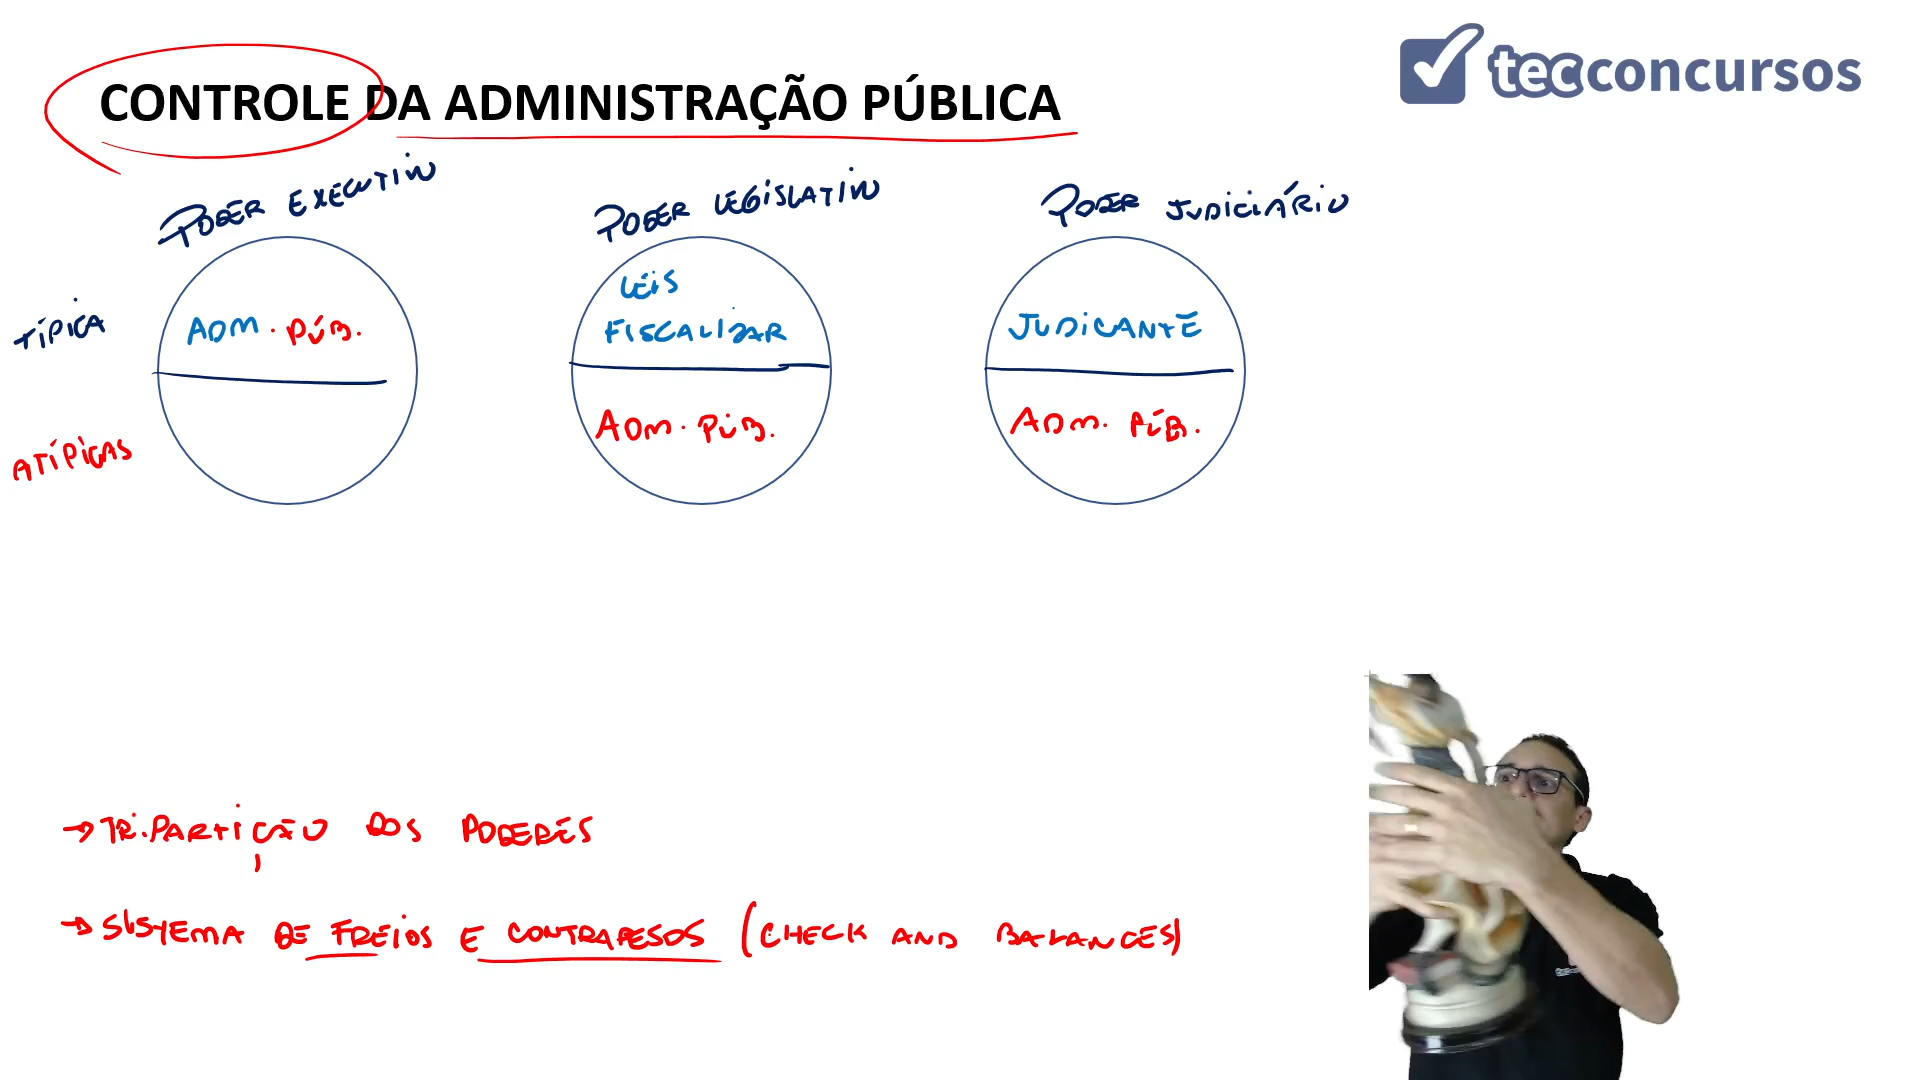 CONTROLE DA ADMINISTRAÇÃO PÚBLICA
tecconcursos
PODER EXECUTIVO
PODER LEGISLATIVO
PODER JUDICIÁRIO
TÍPICA
ADM. PÚB.
LEIS
FISCALIZAR
JUDICANTE
ATÍPICAS
ADM. PÚB.
ADM. PÚB.
→ TRIPARTIÇÃO DOS PODERES
→ SISTEMA DE FREIOS E CONTRAPESOS (CHECK AND BALANCES)